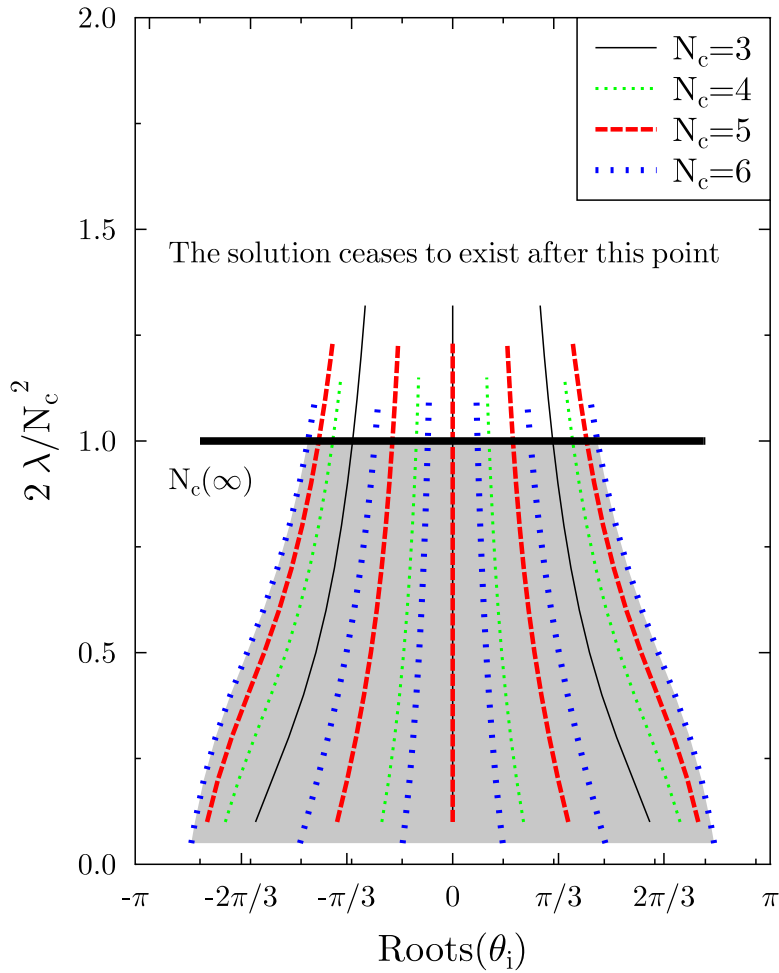 2.0
1.5
1.0
0.5
0.0
2 λ/N_c^2
N_c=3
N_c=4
N_c=5
N_c=6
The solution ceases to exist after this point
N_c(∞)
-π -2π/3 -π/3 0 π/3 2π/3 π
Roots(θ_i)